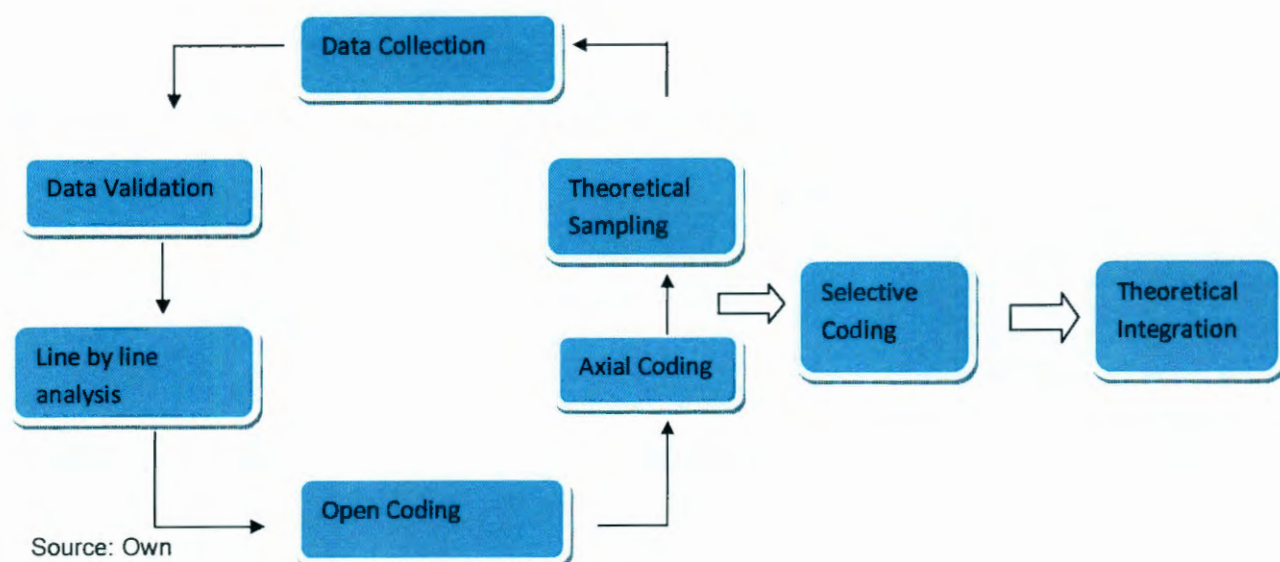 Data Collection
Data Validation
Theoretical
Sampling
Selective
Coding
Theoretical
Integration
Line by line
analysis
Axial Coding
Open Coding
Source: Own